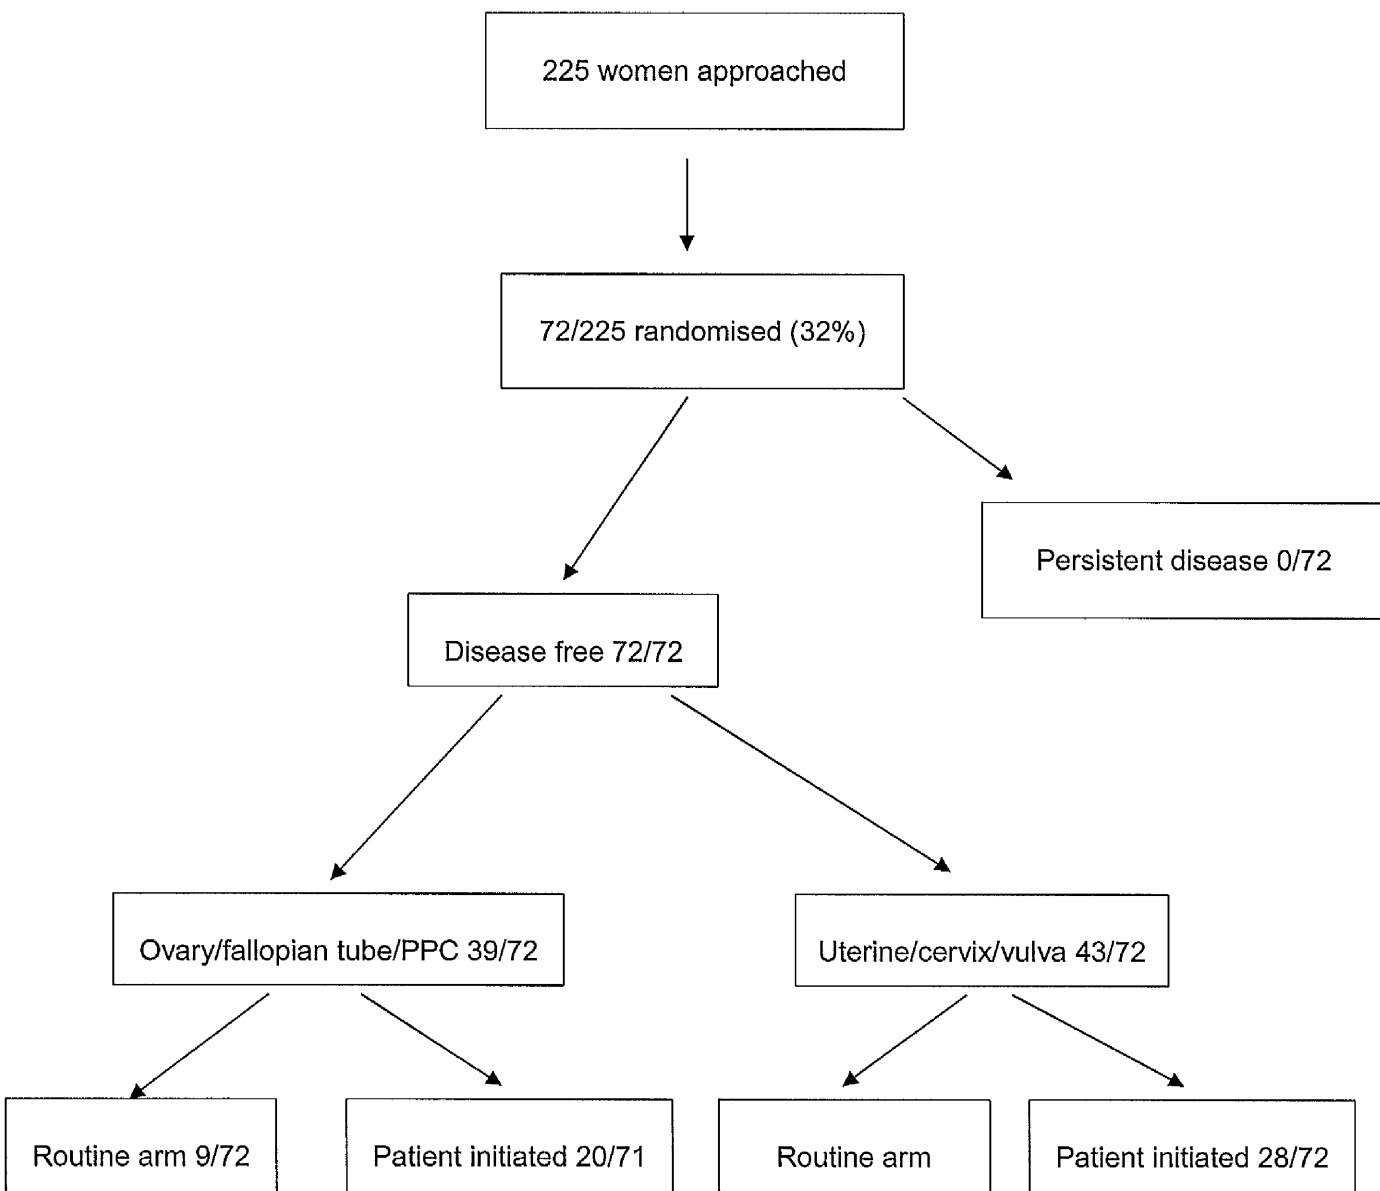 225 women approached
72/225 randomised (32%)
Persistent disease 0/72
Disease free 72/72
Ovary/fallopian tube/PPC 39/72
Uterine/cervix/vulva 43/72
Routine arm 9/72
Patient initiated 20/71
Routine arm
Patient initiated 28/72